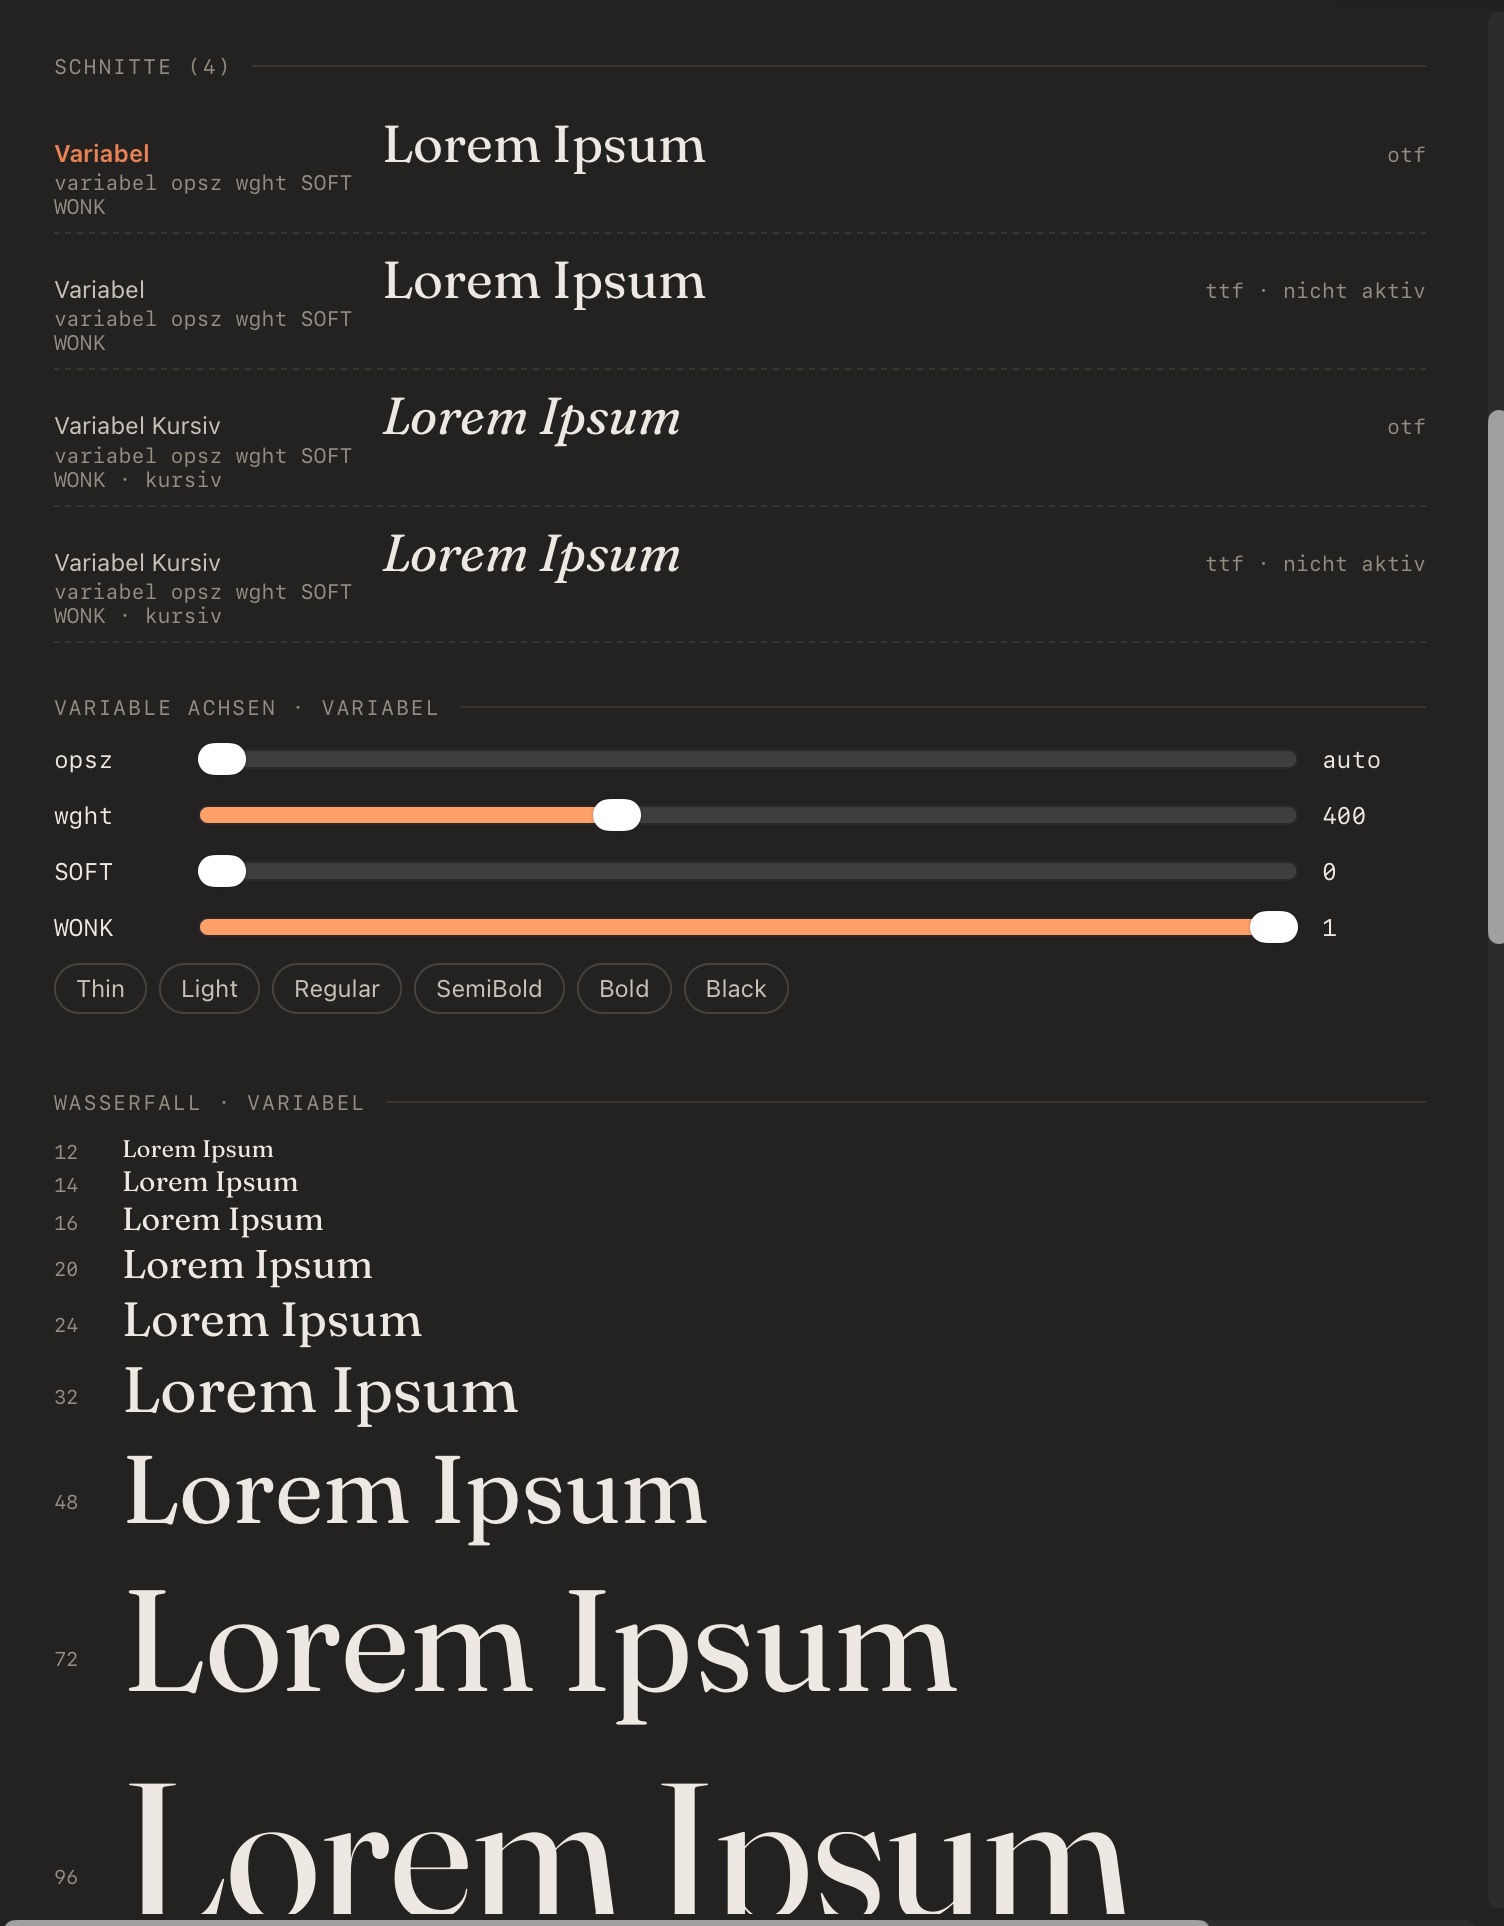 SCHNITTE (4)
Variabel
variabel opsz wght SOFT
WONK
Lorem Ipsum
otf
Variabel
variabel opsz wght SOFT
WONK
Lorem Ipsum
ttf · nicht aktiv
Variabel Kursiv
variabel opsz wght SOFT
WONK · kursiv
Lorem Ipsum
otf
Variabel Kursiv
variabel opsz wght SOFT
WONK · kursiv
Lorem Ipsum
ttf · nicht aktiv
VARIABLE ACHSEN · VARIABEL
opsz auto
wght 400
SOFT 0
WONK 1
Thin Light Regular SemiBold Bold Black
WASSERFALL · VARIABEL
12 Lorem Ipsum
14 Lorem Ipsum
16 Lorem Ipsum
20 Lorem Ipsum
24 Lorem Ipsum
32 Lorem Ipsum
48 Lorem Ipsum
72 Lorem Ipsum
96 Lorem Ipsum